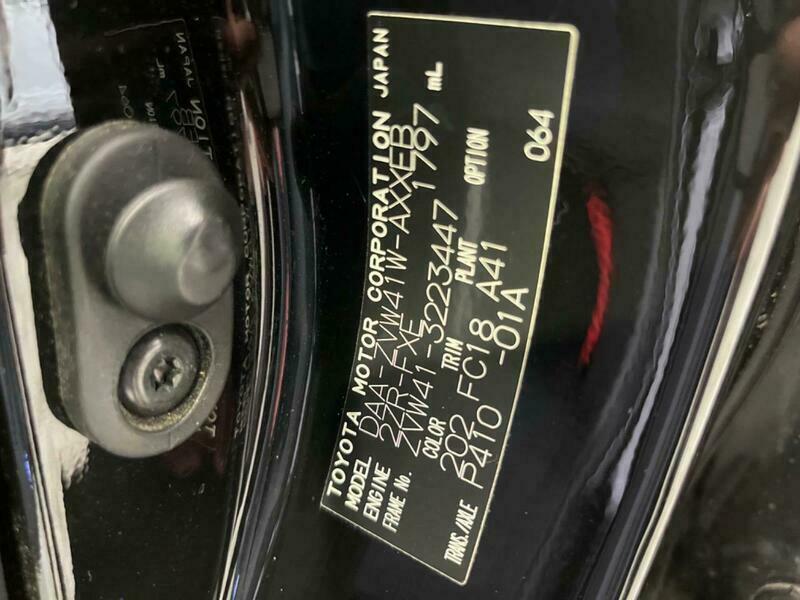 TOYOTA MOTOR CORPORATION JAPAN
MODEL DAA-ZVW41W-AXXEB
ENGINE 2ZR-FXE 1797 mL
FRAME No. ZVW41-3223447
COLOR TRIM PLANT OPTION
202 FC18 A41
TRANS./AXLE P410 -01A 064